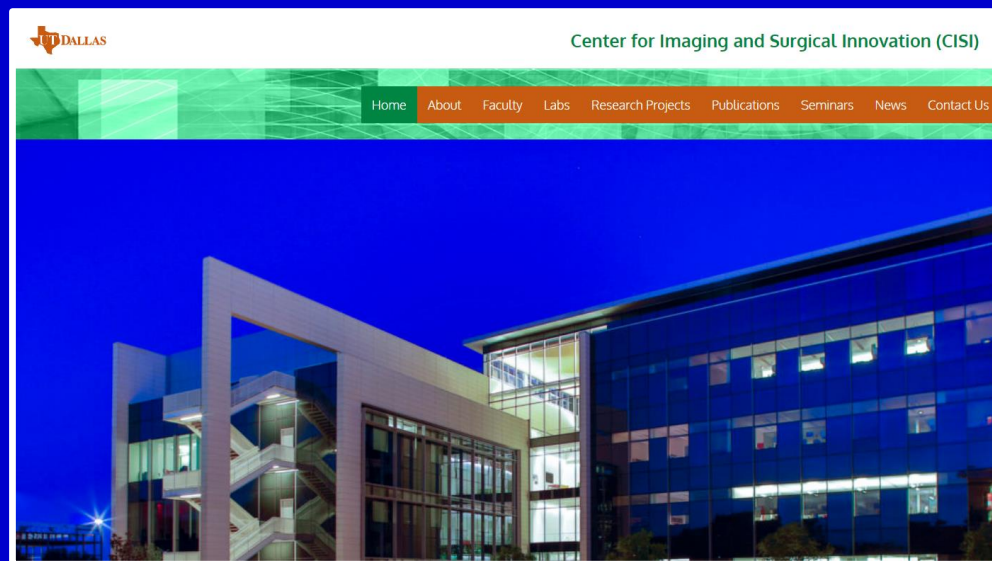 UT DALLAS
Center for Imaging and Surgical Innovation (CISI)
Home About Faculty Labs Research Projects Publications Seminars News Contact Us